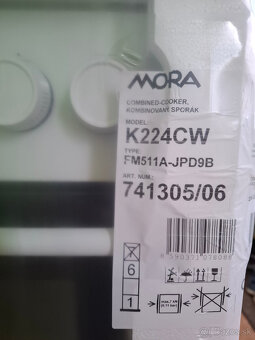 MORA
COMBINED-COOKER,
KOMBINOVANÝ SPORÁK
MODEL:
K224CW
TYPE:
FM511A-JPD9B
ART. NUM.:
741305/06
6
1